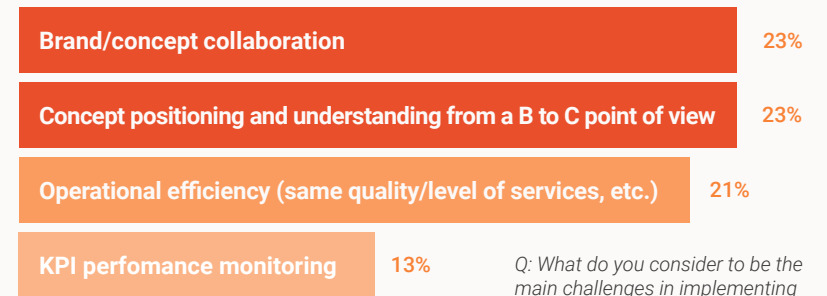 Brand/concept collaboration 23%
Concept positioning and understanding from a B to C point of view 23%
Operational efficiency (same quality/level of services, etc.) 21%
KPI perfomance monitoring 13%
Q: What do you consider to be the
main challenges in implementing